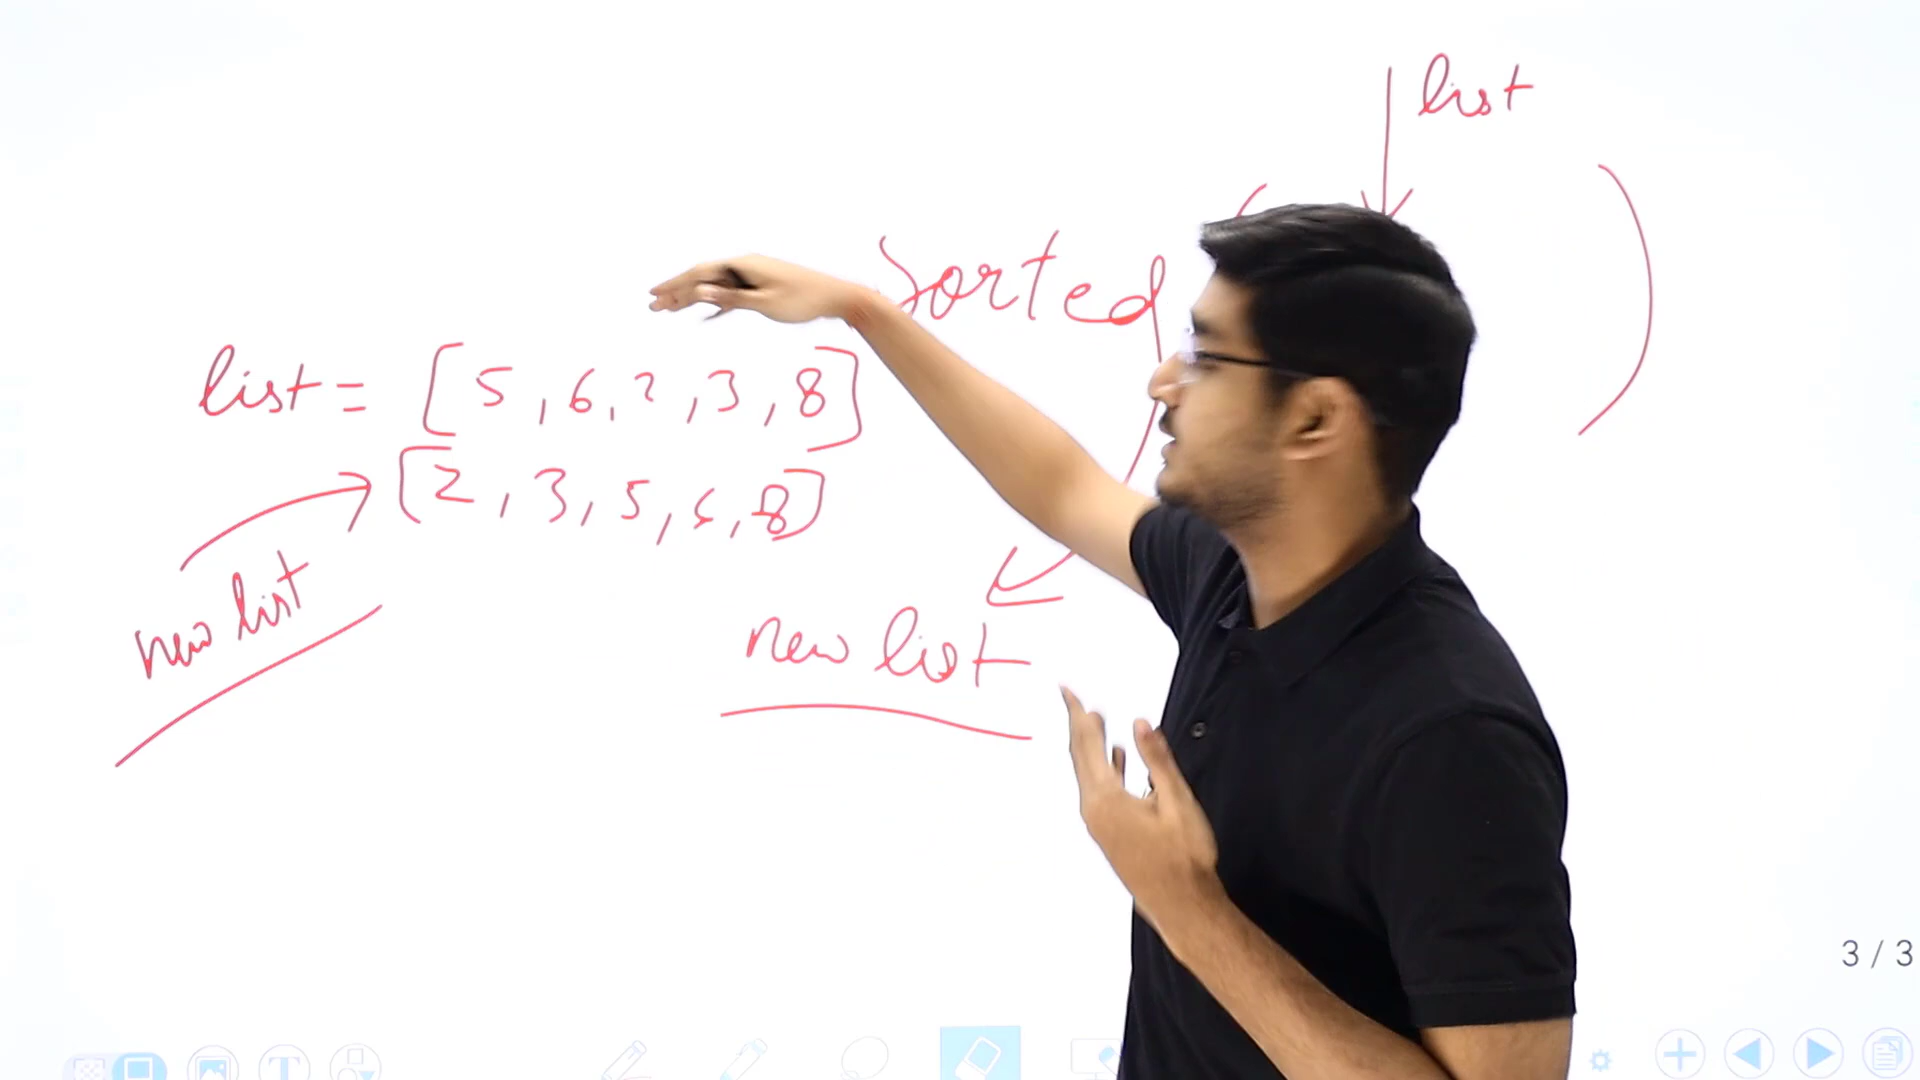 list
sorted ( )
list = [5, 6, 2, 3, 8]
[2, 3, 5, 6, 8]
new list
new list
3 / 3
T